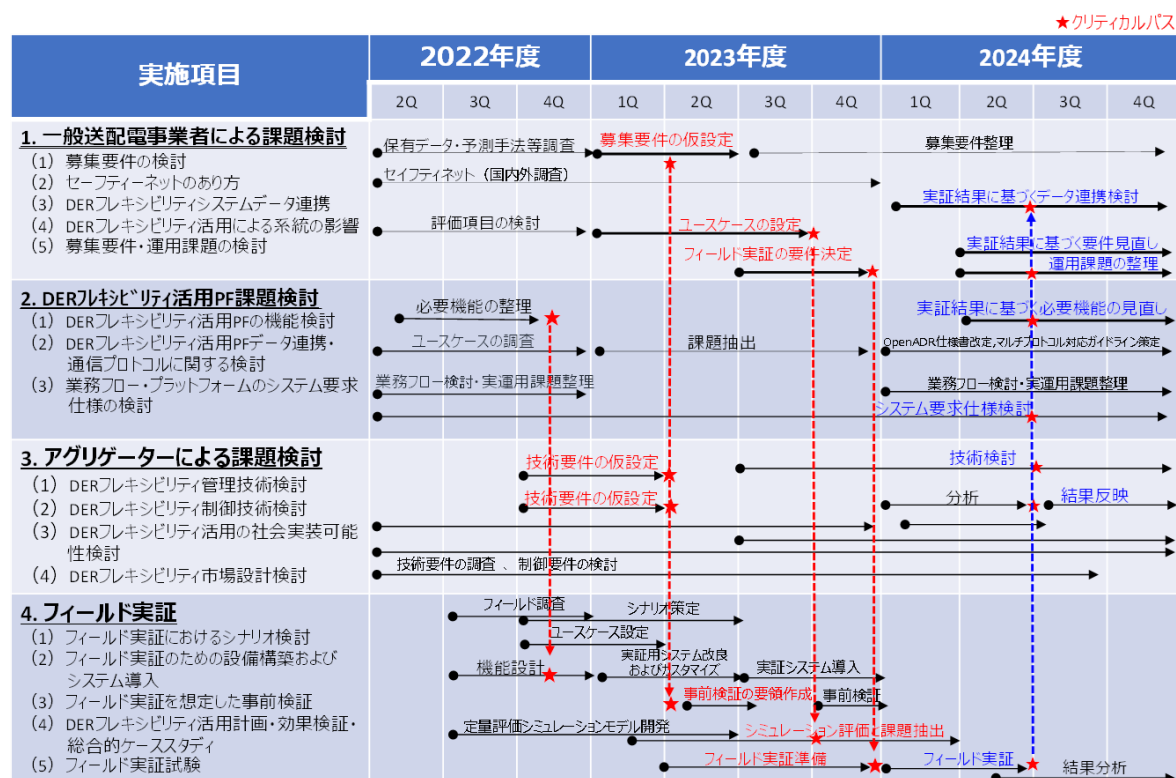 ★クリティカルパス
実施項目
2022年度
2023年度
2024年度
2Q
3Q
4Q
1Q
2Q
3Q
4Q
1Q
2Q
3Q
4Q
1. 一般送配電事業者による課題検討
(1) 募集要件の検討
(2) セーフティーネットのあり方
(3) DERフレキシビリティシステムデータ連携
(4) DERフレキシビリティ活用による系統の影響
(5) 募集要件・運用課題の検討
保有データ・予測手法等調査
募集要件の仮設定
募集要件整理
セイフティネット（国内外調査）
実証結果に基づくデータ連携検討
評価項目の検討
ユースケースの設定
実証結果に基づく要件見直し
フィールド実証の要件決定
運用課題の整理
2. DERﾌﾚｷｼﾋﾞﾘﾃｨ活用PF課題検討
(1) DERフレキシビリティ活用PFの機能検討
(2) DERフレキシビリティ活用PFデータ連携・
通信プロトコルに関する検討
(3) 業務フロー・プラットフォームのシステム要求
仕様の検討
必要機能の整理
実証結果に基づく必要機能の見直し
ユースケースの調査
課題抽出
OpenADR仕様書改定,マルチプロトコル対応ガイドライン策定
業務フロー検討・実運用課題整理
業務フロー検討・実運用課題整理
システム要求仕様検討
3. アグリゲーターによる課題検討
(1) DERフレキシビリティ管理技術検討
(2) DERフレキシビリティ制御技術検討
(3) DERフレキシビリティ活用の社会実装可能
性検討
(4) DERフレキシビリティ市場設計検討
技術要件の仮設定
技術検討
技術要件の仮設定
分析
結果反映
技術要件の調査 、制御要件の検討
4. フィールド実証
(1) フィールド実証におけるシナリオ検討
(2) フィールド実証のための設備構築および
システム導入
(3) フィールド実証を想定した事前検証
(4) DERフレキシビリティ活用計画・効果検証・
総合的ケーススタディ
(5) フィールド実証試験
フィールド調査
シナリオ策定
ユースケース設定
機能設計
実証用システム改良
およびカスタマイズ
実証システム導入
事前検証の要領作成
事前検証
定量評価シミュレーションモデル開発
シミュレーション評価と課題抽出
フィールド実証準備
フィールド実証
結果分析